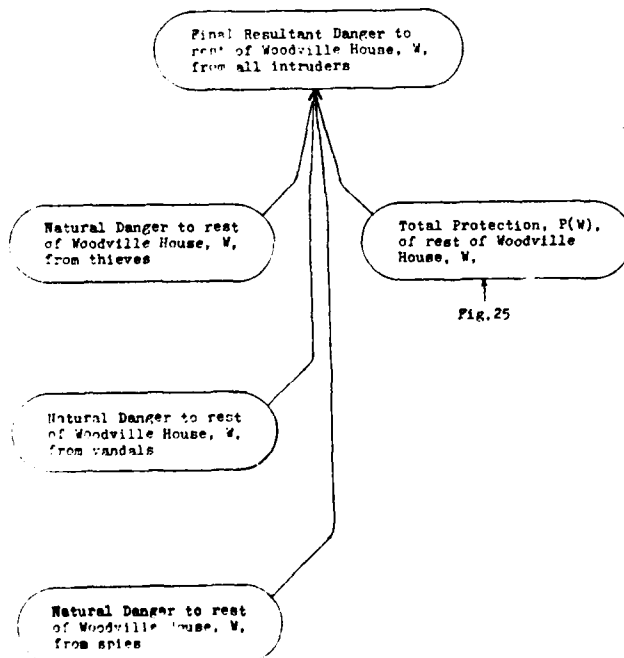 Final Resultant Danger to
rest of Woodville House, W,
from all intruders
Natural Danger to rest
of Woodville House, W,
from thieves
Total Protection, P(W),
of rest of Woodville
House, W,
Fig.25
Natural Danger to rest
of Woodville House, W,
from vandals
Natural Danger to rest
of Woodville House, W,
from spies